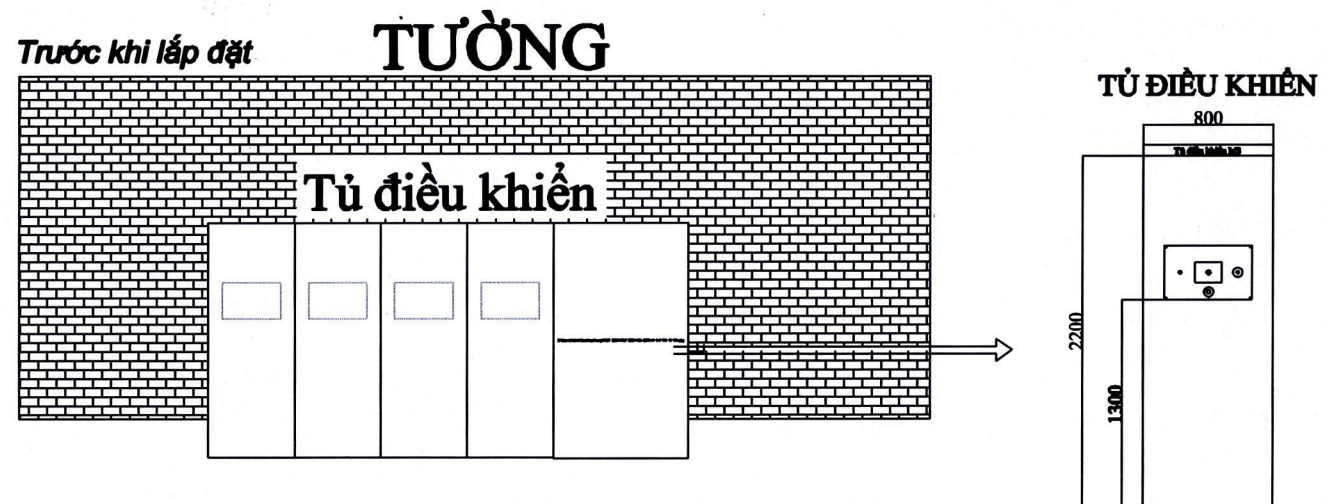 Trước khi lắp đặt
TƯỜNG
Tủ điều khiển
TỦ ĐIỀU KHIỂN
800
2200
1300